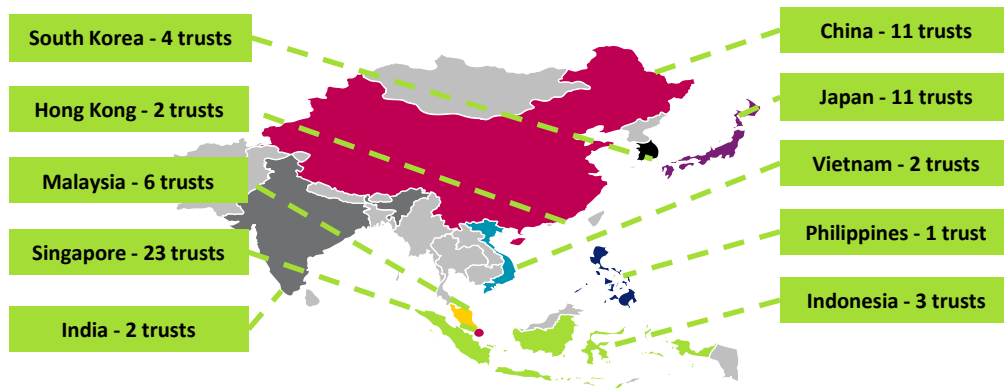 South Korea - 4 trusts
Hong Kong - 2 trusts
Malaysia - 6 trusts
Singapore - 23 trusts
India - 2 trusts
China - 11 trusts
Japan - 11 trusts
Vietnam - 2 trusts
Philippines - 1 trust
Indonesia - 3 trusts